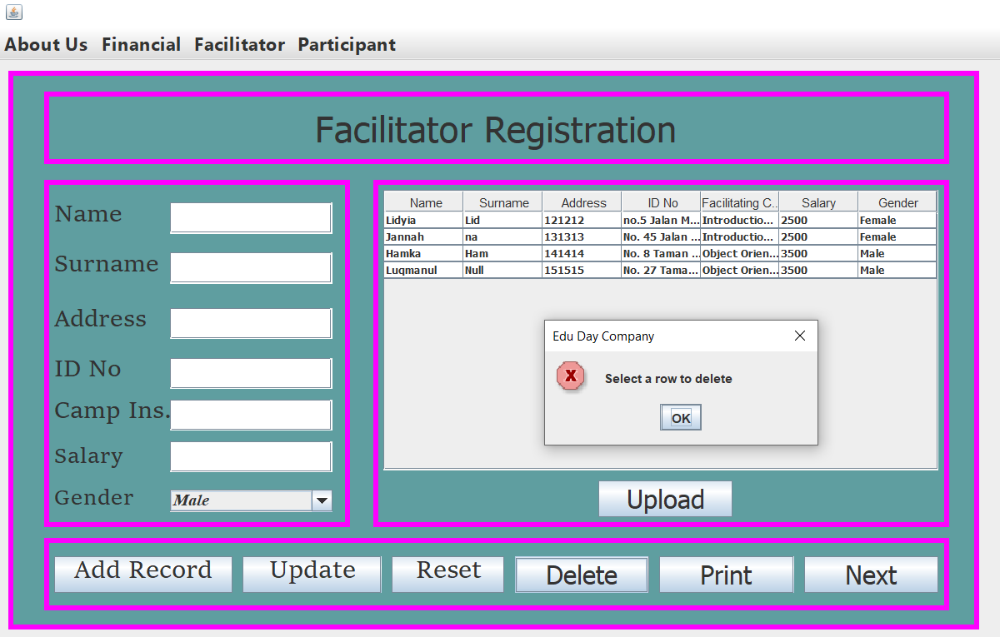 About Us Financial Facilitator Participant
Facilitator Registration
Name
Surname
Address
ID No
Camp Ins.
Salary
Gender Male
Name Surname Address ID No Facilitating C... Salary Gender
Lidyia Lid 121212 no.5 Jalan M... Introductio... 2500 Female
Jannah na 131313 No. 45 Jalan ... Introductio... 2500 Female
Hamka Ham 141414 No. 8 Taman ... Object Orien... 3500 Male
Luqmanul Null 151515 No. 27 Tama... Object Orien... 3500 Male
Edu Day Company
Select a row to delete
OK
Upload
Add Record Update Reset Delete Print Next